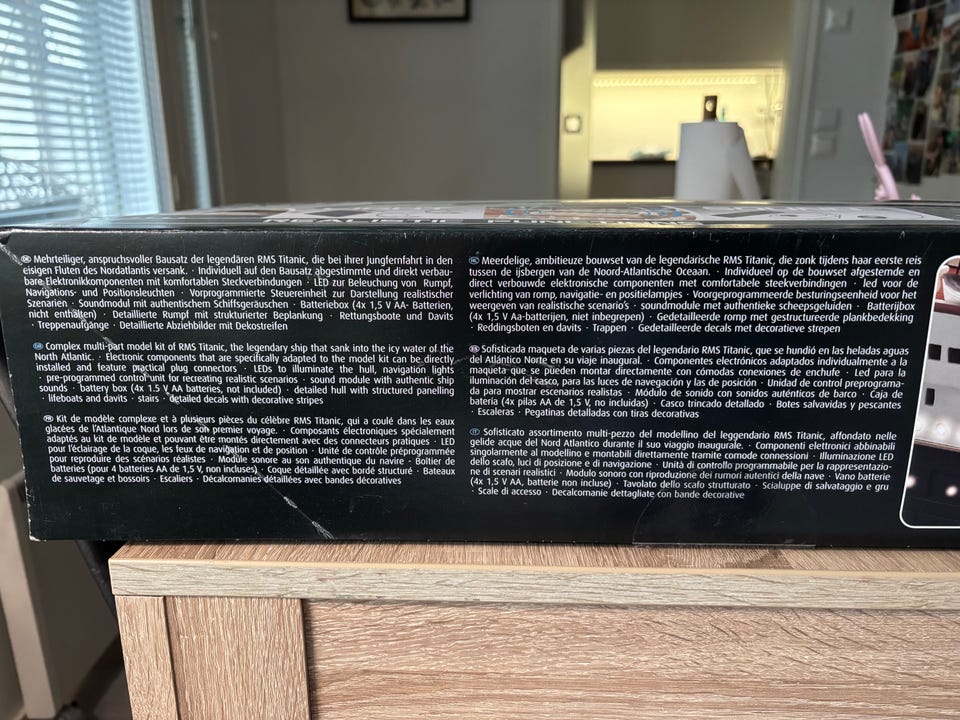 DE Mehrteiliger, anspruchsvoller Bausatz der legendären RMS Titanic, die bei ihrer Jungfernfahrt in den
eisigen Fluten des Nordatlantis versank. · Individuell auf den Bausatz abgestimmte und direkt verbau-
bare Elektronikkomponenten mit komfortablen Steckverbindungen · LED zur Beleuchtung von Rumpf,
Navigations- und Positionsleuchten · Vorprogrammierte Steuereinheit zur Darstellung realistischer
Szenarien · Soundmodul mit authentischem Schiffsgeräuschen · Batteriebox (4x 1,5 V AA- Batterien,
nicht enthalten) · Detaillierte Rumpf mit strukturierter Beplankung · Rettungsboote und Davits
· Treppenaufgänge · Detaillierte Abziehbilder mit Dekostreifen
Complex multi-part model kit of RMS Titanic, the legendary ship that sank into the icy water of the
North Atlantic. · Electronic components that are specifically adapted to the model kit can be directly
installed and feature practical plug connectors · LEDs to illuminate the hull, navigation lights
· pre-programmed control unit for recreating realistic scenarios · sound module with authentic ship
sounds · battery box (4x 1.5 V AA batteries, not included) · detailed hull with structured panelling
· lifeboats and davits · stairs · detailed decals with decorative stripes
FR Kit de modèle complexe et à plusieurs pièces du célèbre RMS Titanic, qui a coulé dans les eaux
glacées de l'Atlantique Nord lors de son premier voyage. · Composants électroniques spécialement
adaptés au kit de modèle et pouvant être montés directement avec des connecteurs pratiques · LED
pour l'éclairage de la coque, les feux de navigation et de position · Unité de contrôle préprogrammée
pour reproduire des scénarios réalistes · Module sonore au son authentique du navire · Boîtier de
batteries (pour 4 batteries AA de 1,5 V, non incluses) · Coque détaillée avec bordé structuré · Bateaux
de sauvetage et bossoirs · Escaliers · Décalcomanies détaillées avec bandes décoratives
NL Meerdelige, ambitieuze bouwset van de legendarische RMS Titanic, die zonk tijdens haar eerste reis
tussen de ijsbergen van de Noord-Atlantische Oceaan. · Individueel op de bouwset afgestemde en
direct verbouwde electronische componenten met comfortabele steekverbindingen · led voor de
verlichting van romp, navigatie- en positielampjes · Voorgeprogrammeerde besturingseenheid voor het
weergeven van realistische scenario's · soundmodule met authentieke scheepsgeluiden · Batterijbox
(4x 1,5 V Aa-batterijen, niet inbegrepen) · Gedetailleerde romp met gestructureerde plankbedekking
· Reddingsboten en davits · Trappen · Gedetailleerde decals met decoratieve strepen
ES Sofisticada maqueta de varias piezas del legendario RMS Titanic, que se hundió en las heladas aguas
del Atlántico Norte en su viaje inaugural. · Componentes electrónicos adaptados individualmente a la
maqueta que se pueden montar directamente con cómodas conexiones de enchufe · Led para la
iluminación del casco, para las luces de navegación y las de posición · Unidad de control preprograma-
da para mostrar escenarios realistas · Módulo de sonido con sonidos auténticos de barco · Caja de
batería (4x pilas AA de 1,5 V, no incluidas) · Casco trincado detallado · Botes salvavidas y pescantes
· Escaleras · Pegatinas detalladas con tiras decorativas
IT Sofisticato assortimento multi-pezzo del modellino del leggendario RMS Titanic, affondato nelle
gelide acque del Nord Atlantico durante il suo viaggio inaugurale. · Componenti elettronici abbinabili
singolarmente al modellino e montabili direttamente tramite comode connessioni · Illuminazione LED
dello scafo, luci di posizione e di navigazione · Unità di controllo programmabile per la rappresentazio-
ne di scenari realistici · Modulo sonoro con riproduzione dei rumori autentici della nave · Vano batterie
(4x 1,5 V AA, batterie non incluse) · Tavolato dello scafo strutturato · Scialuppe di salvataggio e gru
· Scale di accesso · Decalcomanie dettagliate con bande decorative